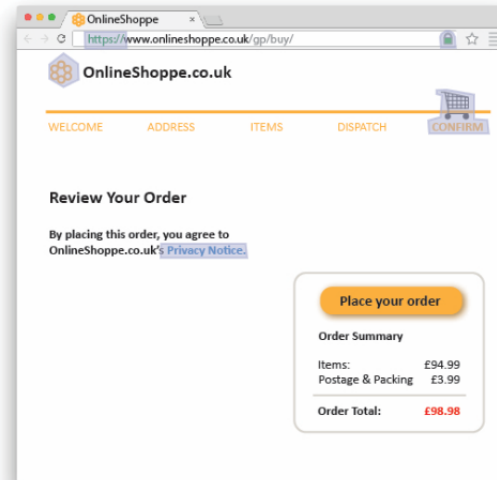 OnlineShoppe
https://www.onlineshoppe.co.uk/gp/buy/
OnlineShoppe.co.uk
WELCOME ADDRESS ITEMS DISPATCH CONFIRM
Review Your Order
By placing this order, you agree to
OnlineShoppe.co.uk's Privacy Notice.
Place your order
Order Summary
Items: £94.99
Postage & Packing £3.99
Order Total: £98.98